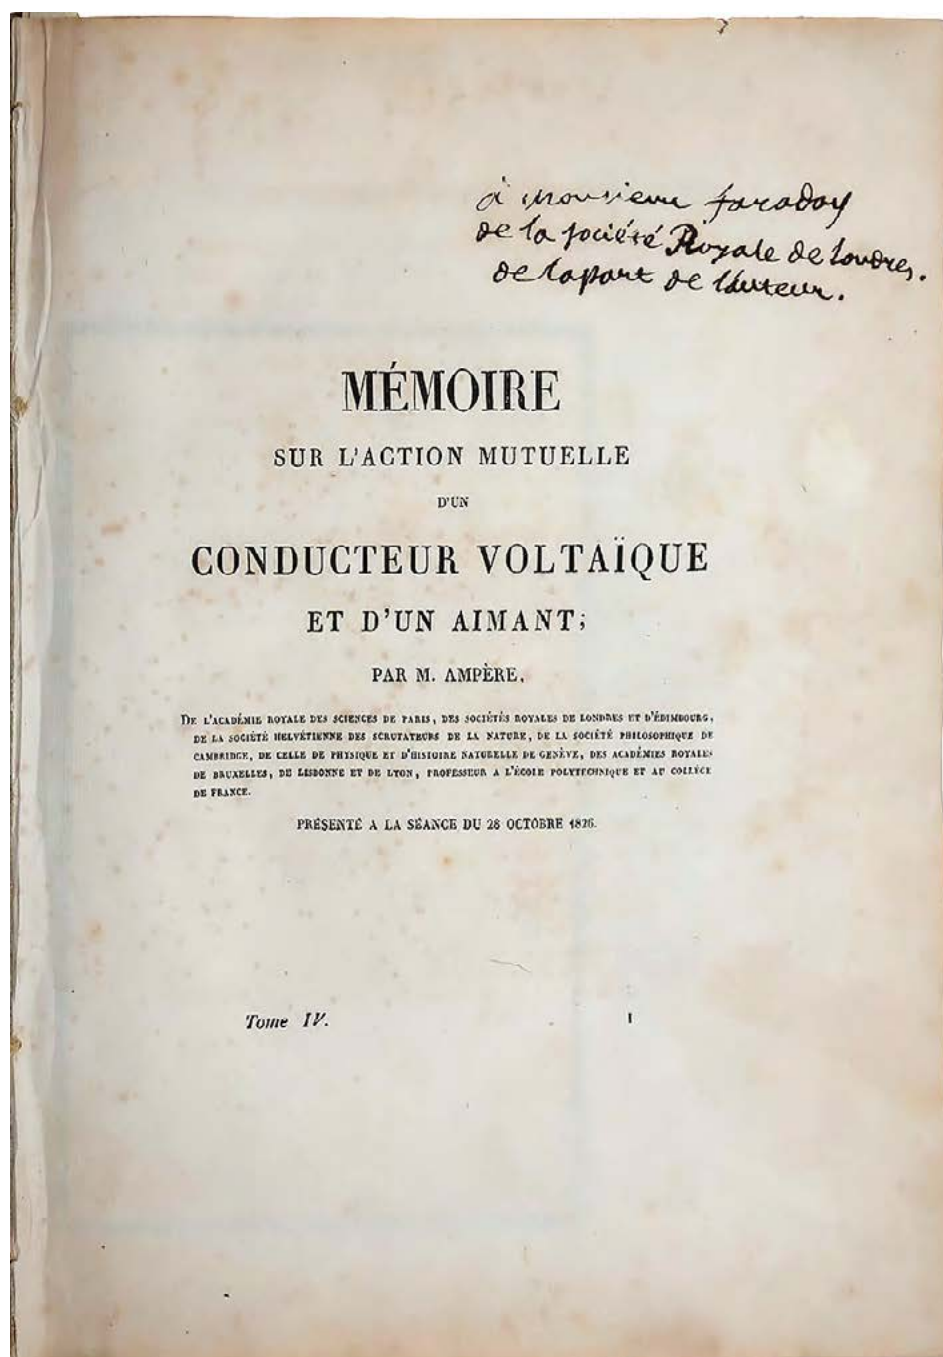 à monsieur faraday
de la société Royale de londres.
de la part de l'auteur.
MÉMOIRE
SUR L'ACTION MUTUELLE
D'UN
CONDUCTEUR VOLTAÏQUE
ET D'UN AIMANT;
PAR M. AMPÈRE,
DE L'ACADÉMIE ROYALE DES SCIENCES DE PARIS, DES SOCIÉTÉS ROYALES DE LONDRES ET D'ÉDIMBOURG,
DE LA SOCIÉTÉ HELVÉTIENNE DES SCRUTATEURS DE LA NATURE, DE LA SOCIÉTÉ PHILOSOPHIQUE DE
CAMBRIDGE, DE CELLE DE PHYSIQUE ET D'HISTOIRE NATURELLE DE GENÈVE, DES ACADÉMIES ROYALES
DE BRUXELLES, DE LISBONNE ET DE LYON, PROFESSEUR A L'ÉCOLE POLYTECHNIQUE ET AU COLLÉCE
DE FRANCE.
PRÉSENTÉ A LA SÉANCE DU 28 OCTOBRE 1826.
Tome IV. 1